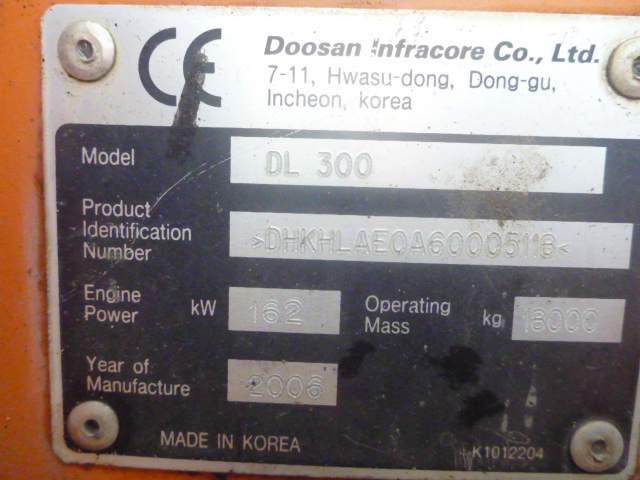 CE
Doosan Infracore Co., Ltd.
7-11, Hwasu-dong, Dong-gu,
Incheon, korea
Model DL 300
Product
Identification
Number >DHKHLAE0A60005118<
Engine
Power kW 162 Operating
Mass kg 18000
Year of
Manufacture 2006
MADE IN KOREA
K1012204